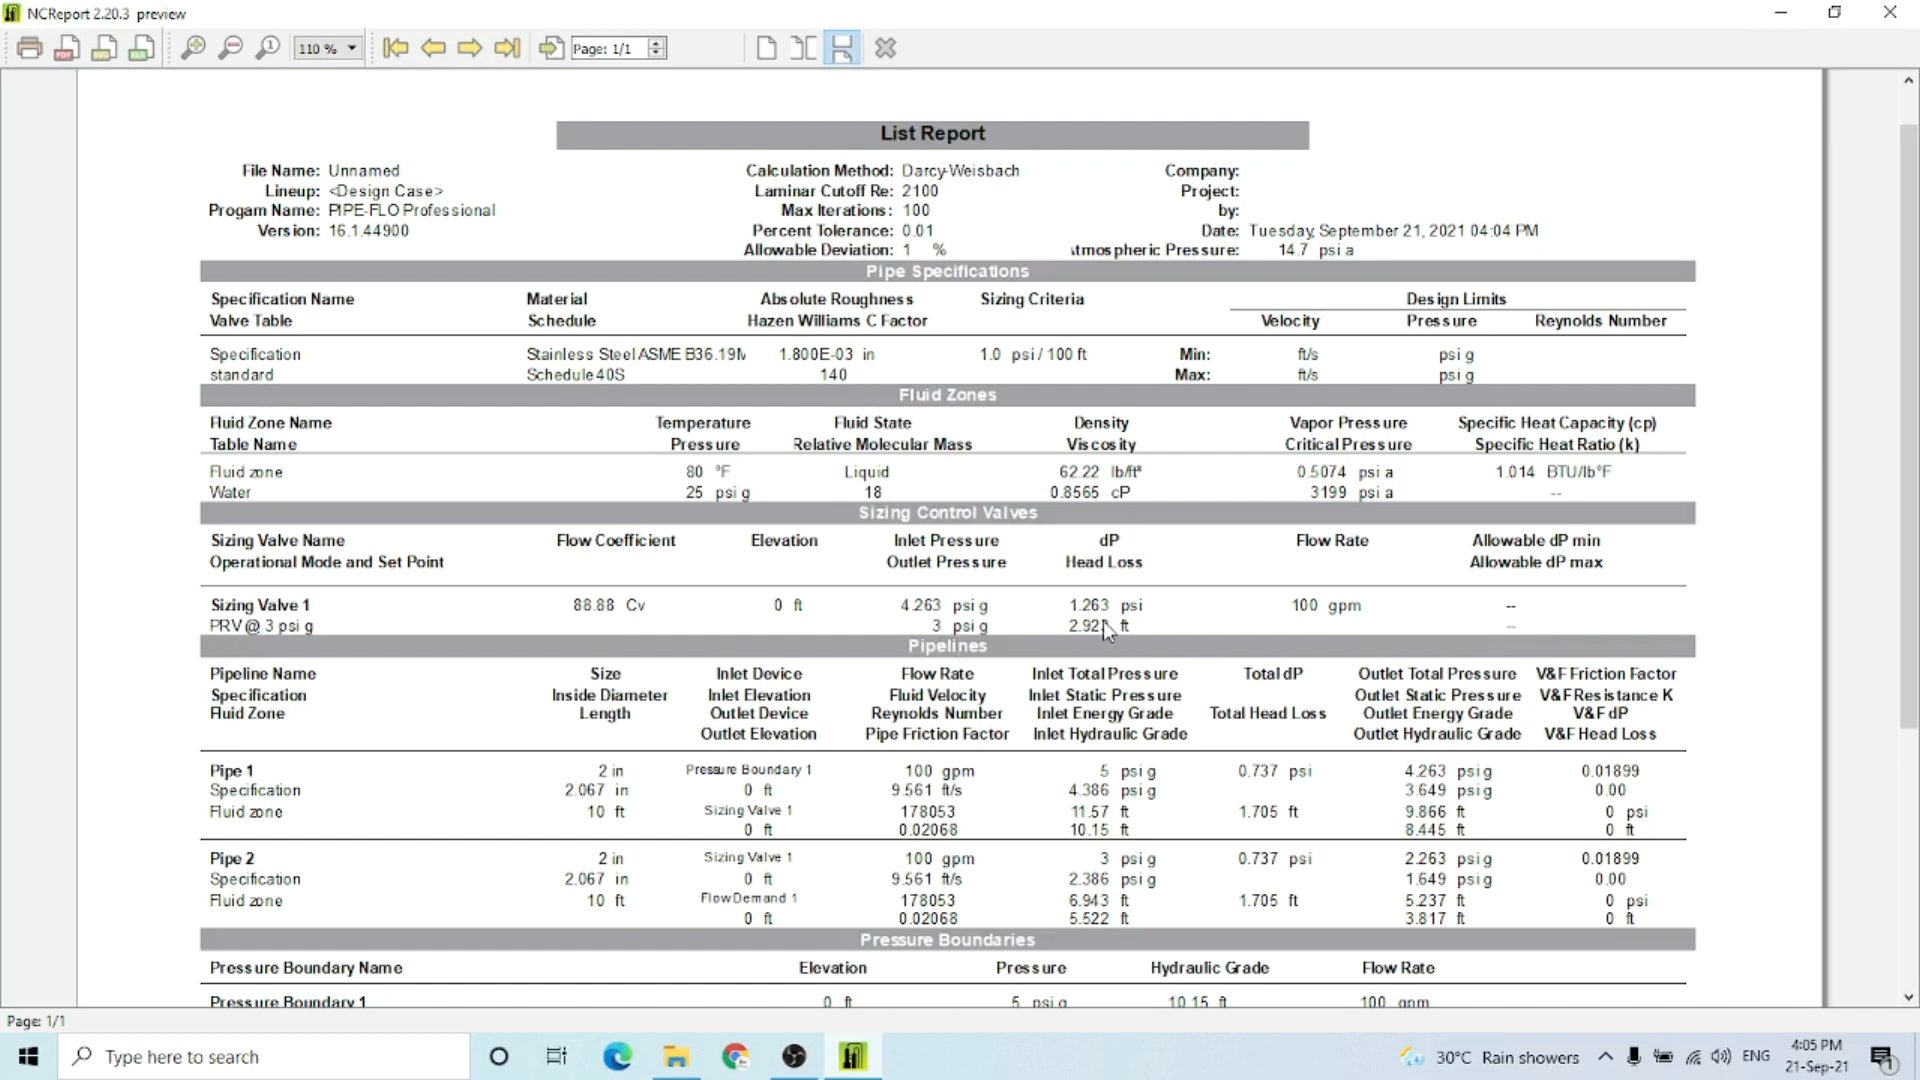 NCReport 2.20.3 preview
110 %
Page: 1/1
List Report
File Name: Unnamed Calculation Method: Darcy-Weisbach Company:
Lineup: <Design Case> Laminar Cutoff Re: 2100 Project:
Progam Name: PIPE-FLO Professional Max Iterations: 100 by:
Version: 16.1.44900 Percent Tolerance: 0.01 Date: Tuesday, September 21, 2021 04:04 PM
Allowable Deviation: 1 % tmospheric Pressure: 14.7 psi a
Pipe Specifications
Specification Name Material Absolute Roughness Sizing Criteria Design Limits
Valve Table Schedule Hazen Williams C Factor Velocity Pressure Reynolds Number
Specification Stainless Steel ASME B36.19M 1.800E-03 in 1.0 psi / 100 ft Min: ft/s psi g
standard Schedule 40S 140 Max: ft/s psi g
Fluid Zones
Fluid Zone Name Temperature Fluid State Density Vapor Pressure Specific Heat Capacity (cp)
Table Name Pressure Relative Molecular Mass Viscosity Critical Pressure Specific Heat Ratio (k)
Fluid zone 80 °F Liquid 62.22 lb/ft³ 0.5074 psi a 1.014 BTU/lb°F
Water 25 psi g 18 0.8565 cP 3199 psi a --
Sizing Control Valves
Sizing Valve Name Flow Coefficient Elevation Inlet Pressure dP Flow Rate Allowable dP min
Operational Mode and Set Point Outlet Pressure Head Loss Allowable dP max
Sizing Valve 1 88.88 Cv 0 ft 4.263 psi g 1.263 psi 100 gpm --
PRV @ 3 psi g 3 psi g ft --
Pipelines
Pipeline Name Size Inlet Device Flow Rate Inlet Total Pressure Total dP Outlet Total Pressure V&F Friction Factor
Specification Inside Diameter Inlet Elevation Fluid Velocity Inlet Static Pressure Outlet Static Pressure V&F Resistance K
Fluid Zone Length Outlet Device Reynolds Number Inlet Energy Grade Total Head Loss Outlet Energy Grade V&F dP
Outlet Elevation Pipe Friction Factor Inlet Hydraulic Grade Outlet Hydraulic Grade V&F Head Loss
Pipe 1 2 in Pressure Boundary 1 100 gpm 5 psi g 0.737 psi 4.263 psi g 0.01899
Specification 2.067 in 0 ft 9.561 ft/s 4.386 psi g 3.649 psi g 0.00
Fluid zone 10 ft Sizing Valve 1 178053 11.57 ft 1.705 ft 9.866 ft 0 psi
0 ft 0.02068 10.15 ft 8.445 ft 0 ft
Pipe 2 2 in Sizing Valve 1 100 gpm 3 psi g 0.737 psi 2.263 psi g 0.01899
Specification 2.067 in 0 ft 9.561 ft/s 2.386 psi g 1.649 psi g 0.00
Fluid zone 10 ft Flow Demand 1 178053 6.943 ft 1.705 ft 5.237 ft 0 psi
0 ft 0.02068 5.522 ft 3.817 ft 0 ft
Pressure Boundaries
Pressure Boundary Name Elevation Pressure Hydraulic Grade Flow Rate
Pressure Boundary 1 0 ft 5 psi g 10.15 ft 100 gpm
Page: 1/1
Type here to search
30°C Rain showers ENG 4:05 PM
21-Sep-21